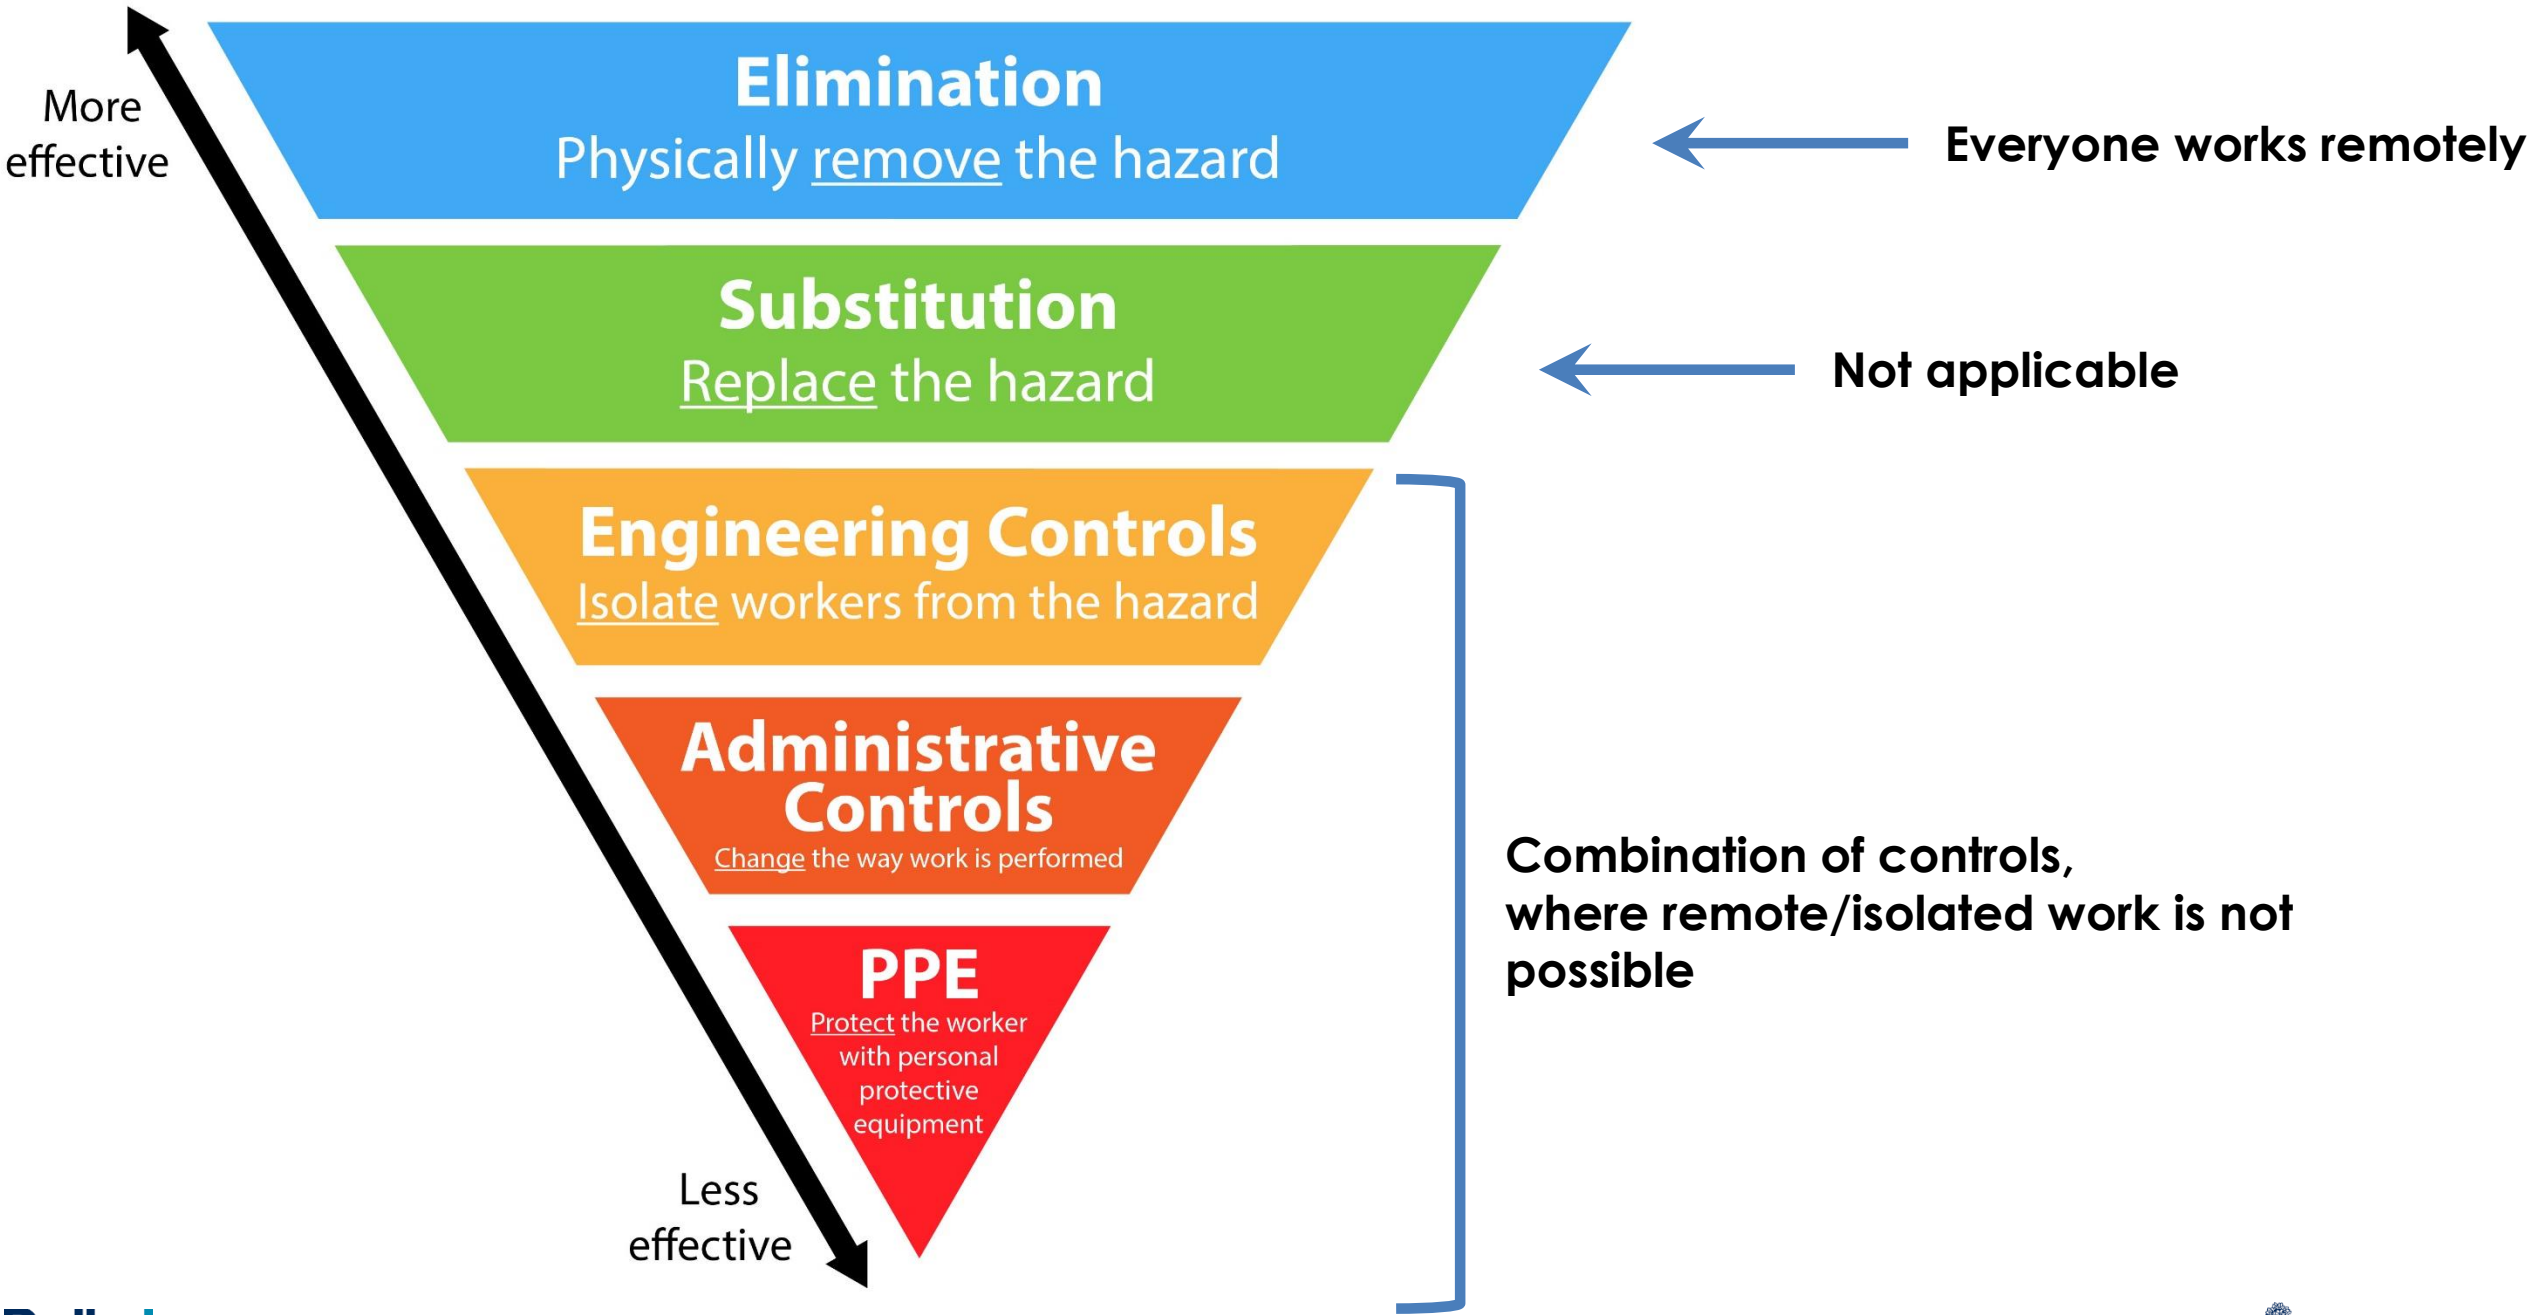 More
effective
Elimination
Physically remove the hazard
Everyone works remotely
Substitution
Replace the hazard
Not applicable
Engineering Controls
Isolate workers from the hazard
Administrative
Controls
Change the way work is performed
Combination of controls,
where remote/isolated work is not
possible
PPE
Protect the worker
with personal
protective
equipment
Less
effective